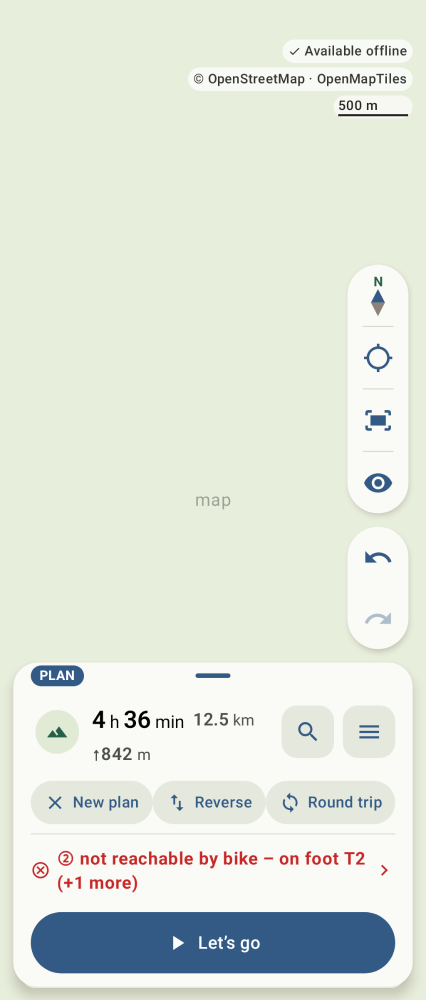 ✓ Available offline
© OpenStreetMap · OpenMapTiles
500 m
N
map
PLAN
4 h 36 min 12.5 km
↑842 m
New plan
Reverse
Round trip
② not reachable by bike – on foot T2
(+1 more)
Let’s go